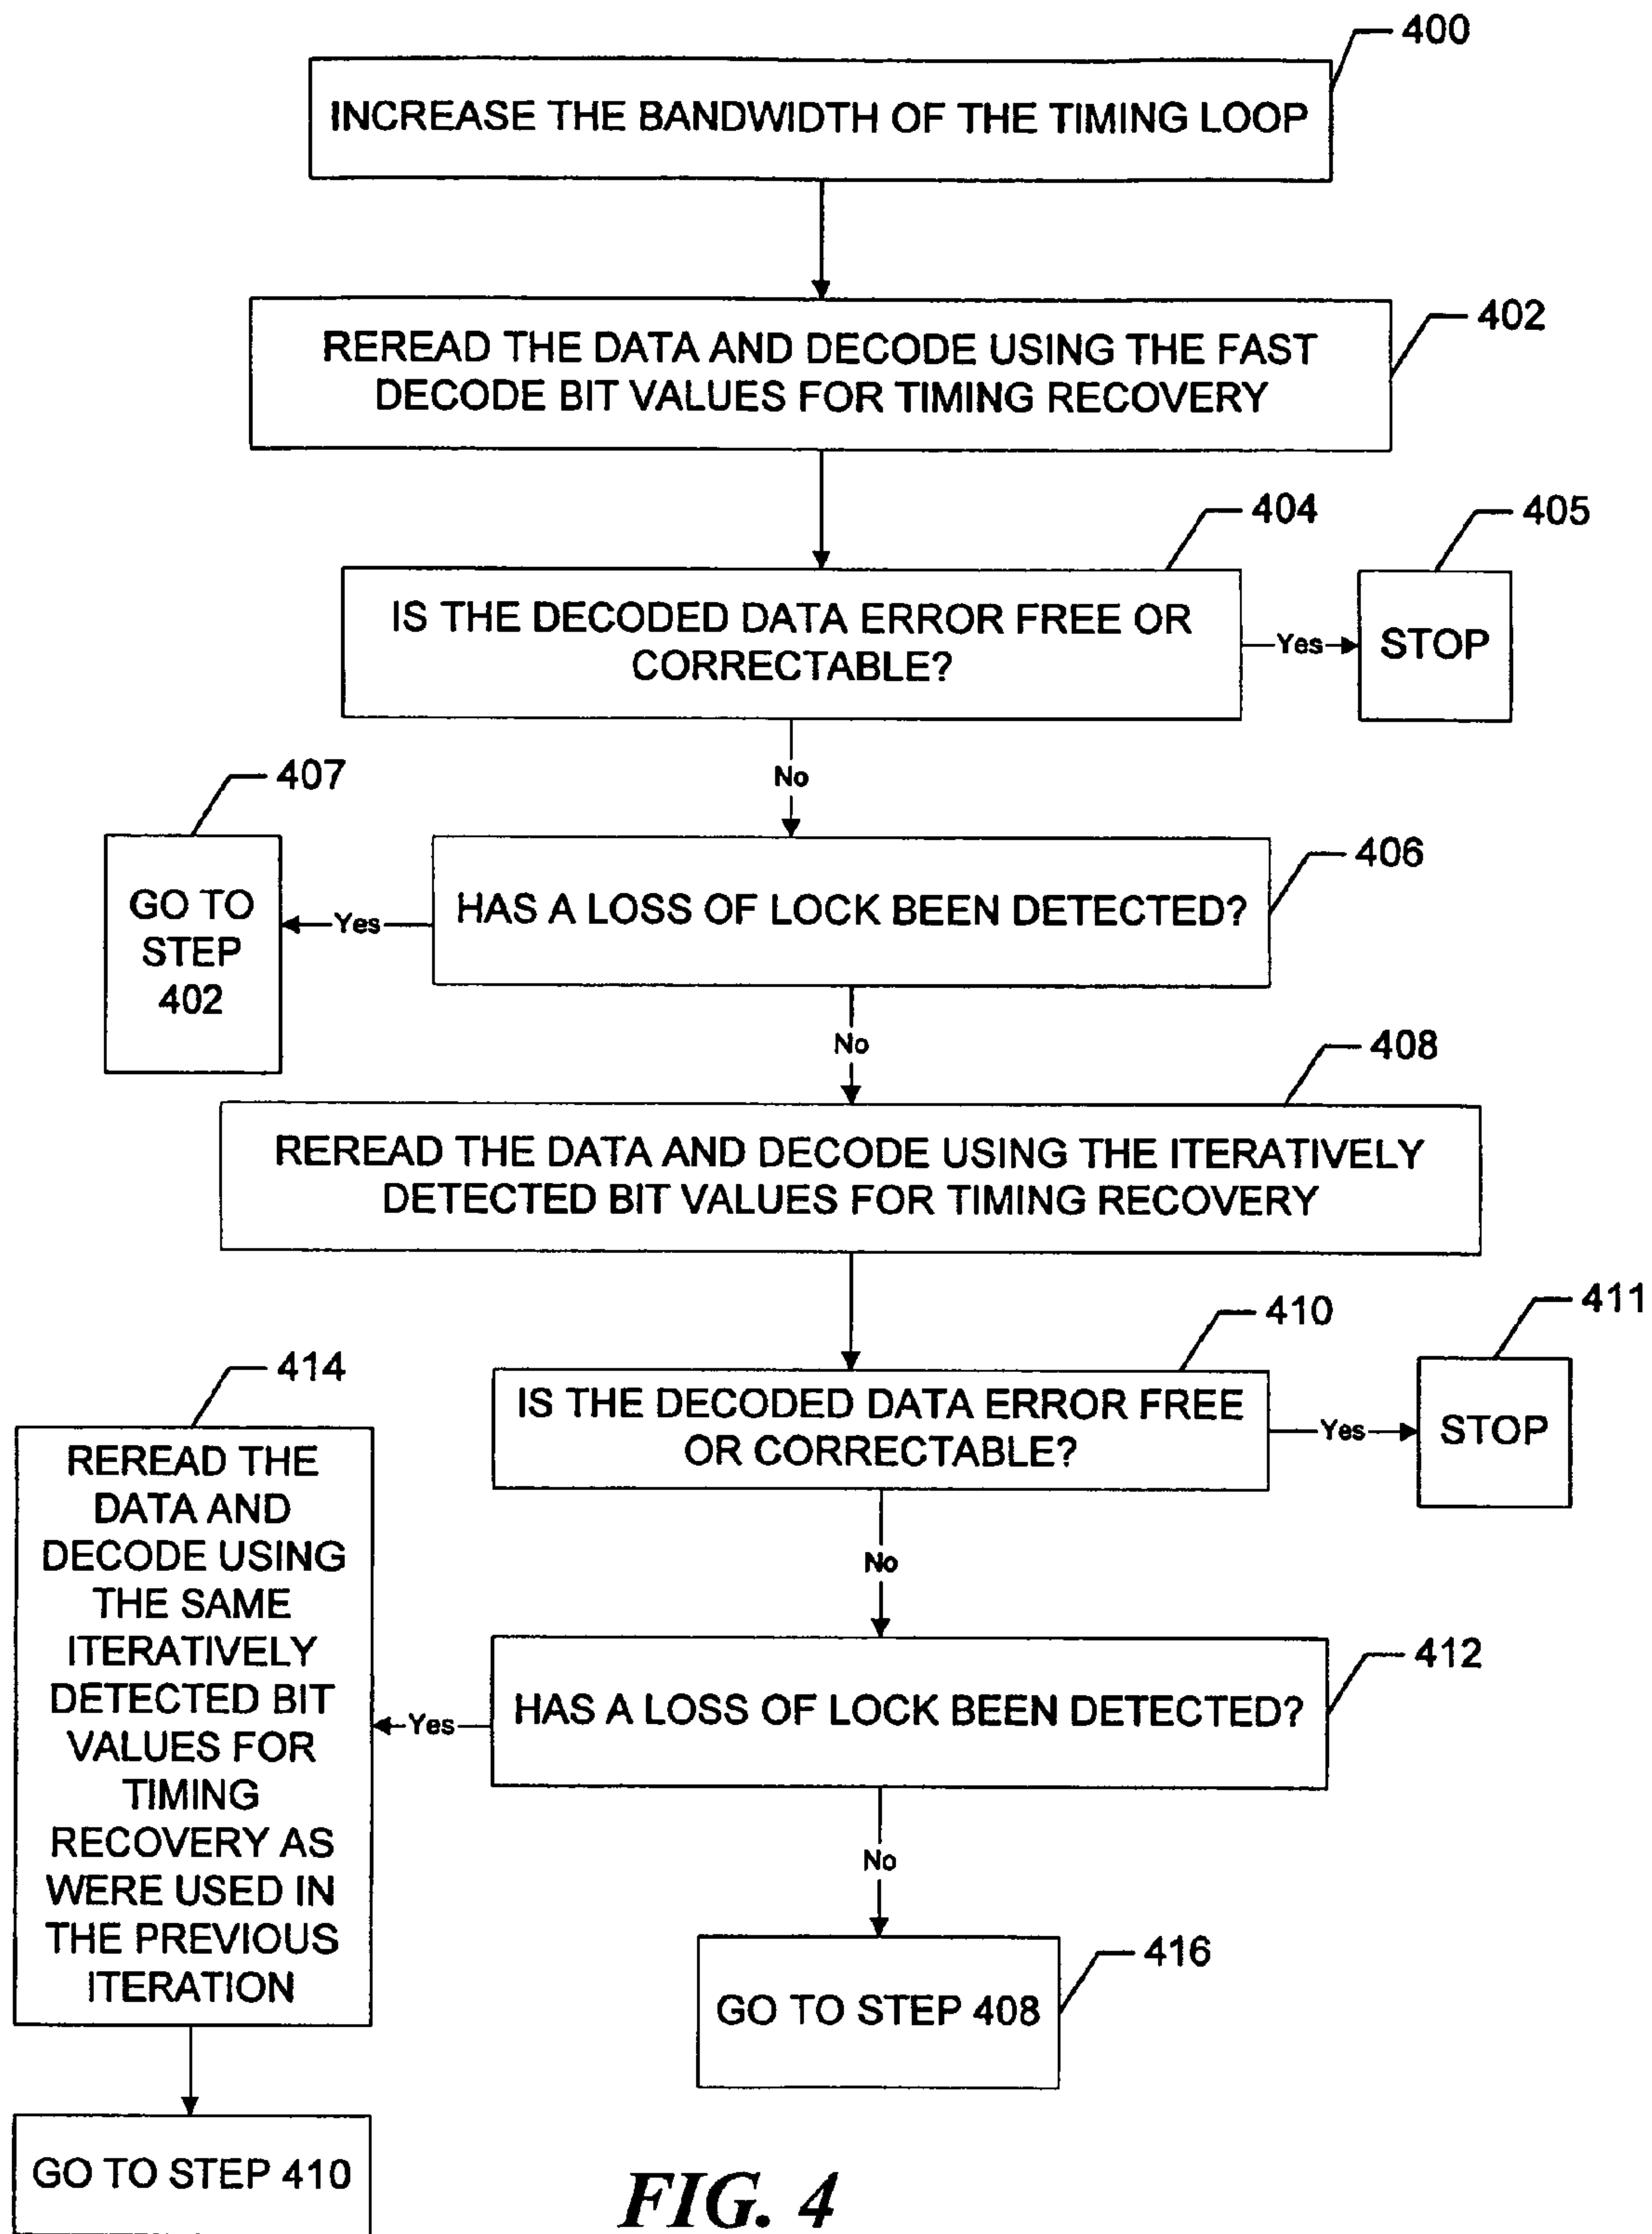 400
INCREASE THE BANDWIDTH OF THE TIMING LOOP
402
REREAD THE DATA AND DECODE USING THE FAST
DECODE BIT VALUES FOR TIMING RECOVERY
404
405
IS THE DECODED DATA ERROR FREE OR
CORRECTABLE?
Yes
STOP
No
407
406
GO TO
STEP
402
Yes
HAS A LOSS OF LOCK BEEN DETECTED?
No
408
REREAD THE DATA AND DECODE USING THE ITERATIVELY
DETECTED BIT VALUES FOR TIMING RECOVERY
410
411
IS THE DECODED DATA ERROR FREE
OR CORRECTABLE?
Yes
STOP
No
414
REREAD THE
DATA AND
DECODE USING
THE SAME
ITERATIVELY
DETECTED BIT
VALUES FOR
TIMING
RECOVERY AS
WERE USED IN
THE PREVIOUS
ITERATION
412
Yes
HAS A LOSS OF LOCK BEEN DETECTED?
No
416
GO TO STEP 408
GO TO STEP 410
FIG. 4